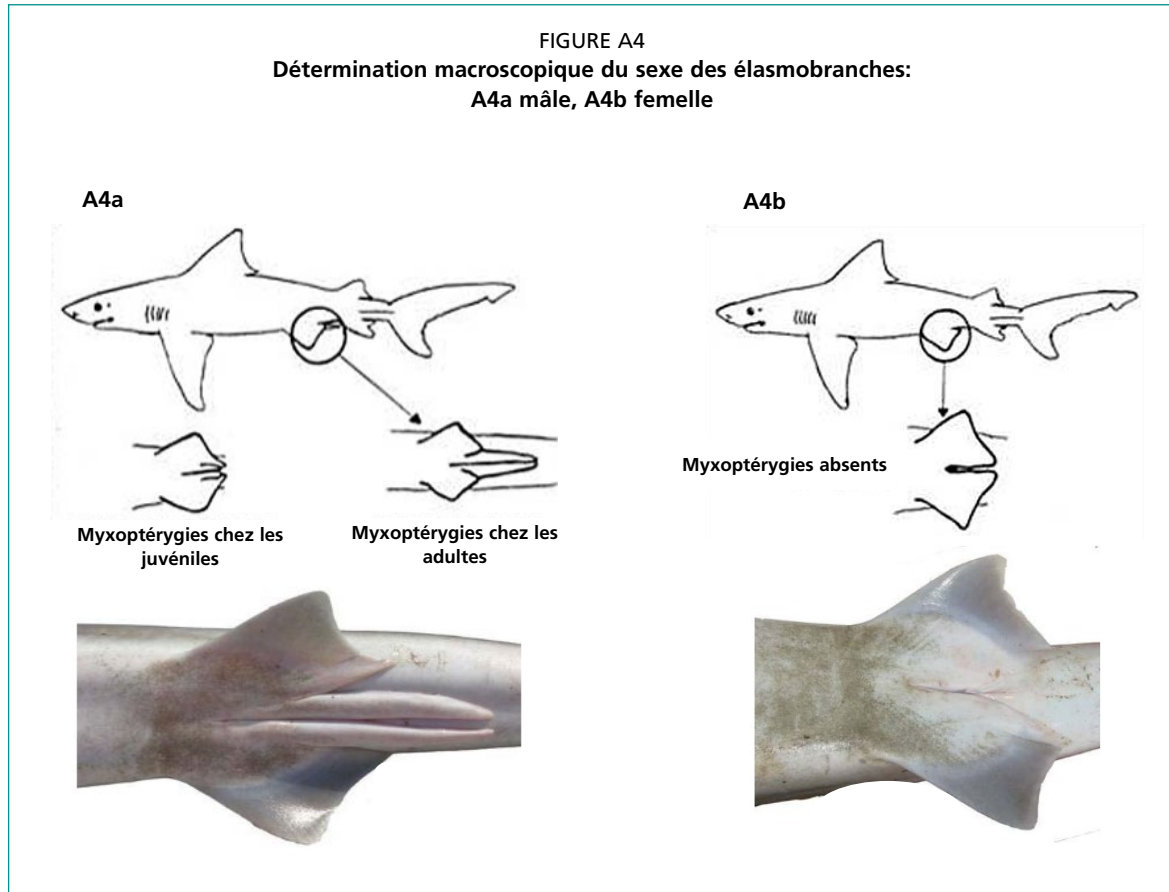 FIGURE A4
Détermination macroscopique du sexe des élasmobranches:
A4a mâle, A4b femelle
A4a
A4b
Myxoptérygies absents
Myxoptérygies chez les
juvéniles
Myxoptérygies chez les
adultes